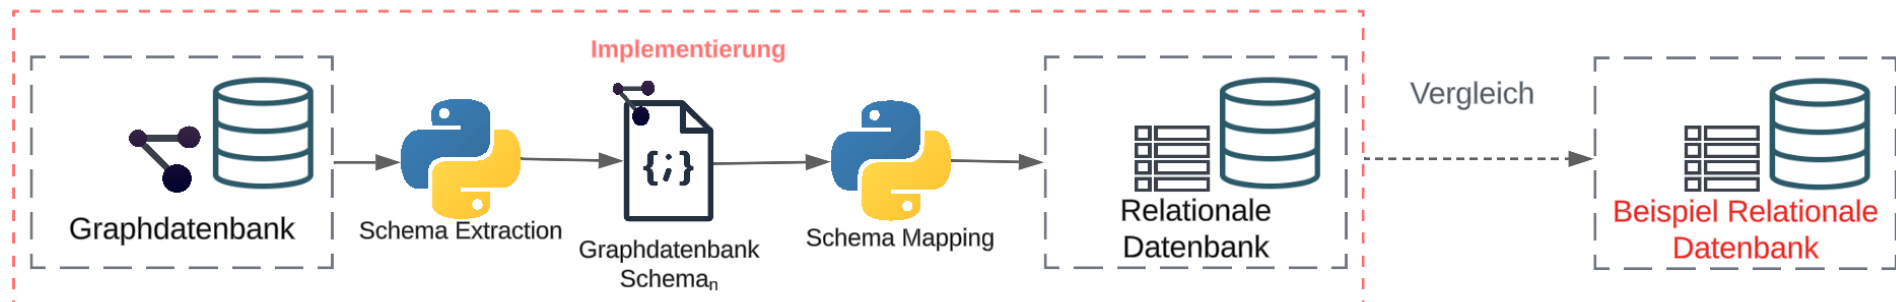 Implementierung
Graphdatenbank
Schema Extraction
{;}
Graphdatenbank
Schemaₙ
Schema Mapping
Relationale
Datenbank
Vergleich
Beispiel Relationale
Datenbank